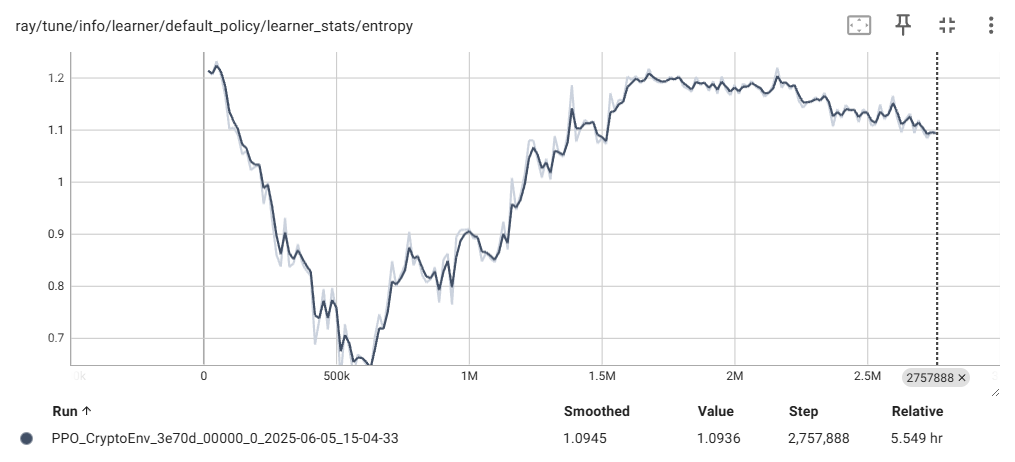 ray/tune/info/learner/default_policy/learner_stats/entropy
1.2
1.1
1
0.9
0.8
0.7
0k 0 500k 1M 1.5M 2M 2.5M 2757888 ×
Run ↑ Smoothed Value Step Relative
PPO_CryptoEnv_3e70d_00000_0_2025-06-05_15-04-33 1.0945 1.0936 2,757,888 5.549 hr